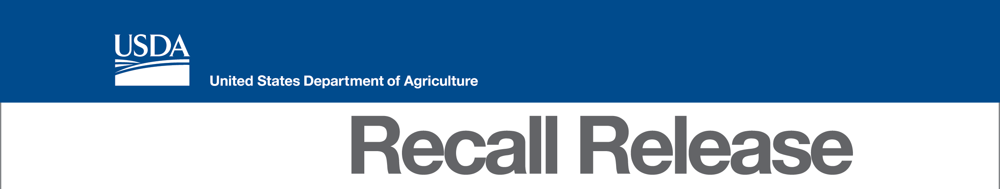 USDA
United States Department of Agriculture
Recall Release